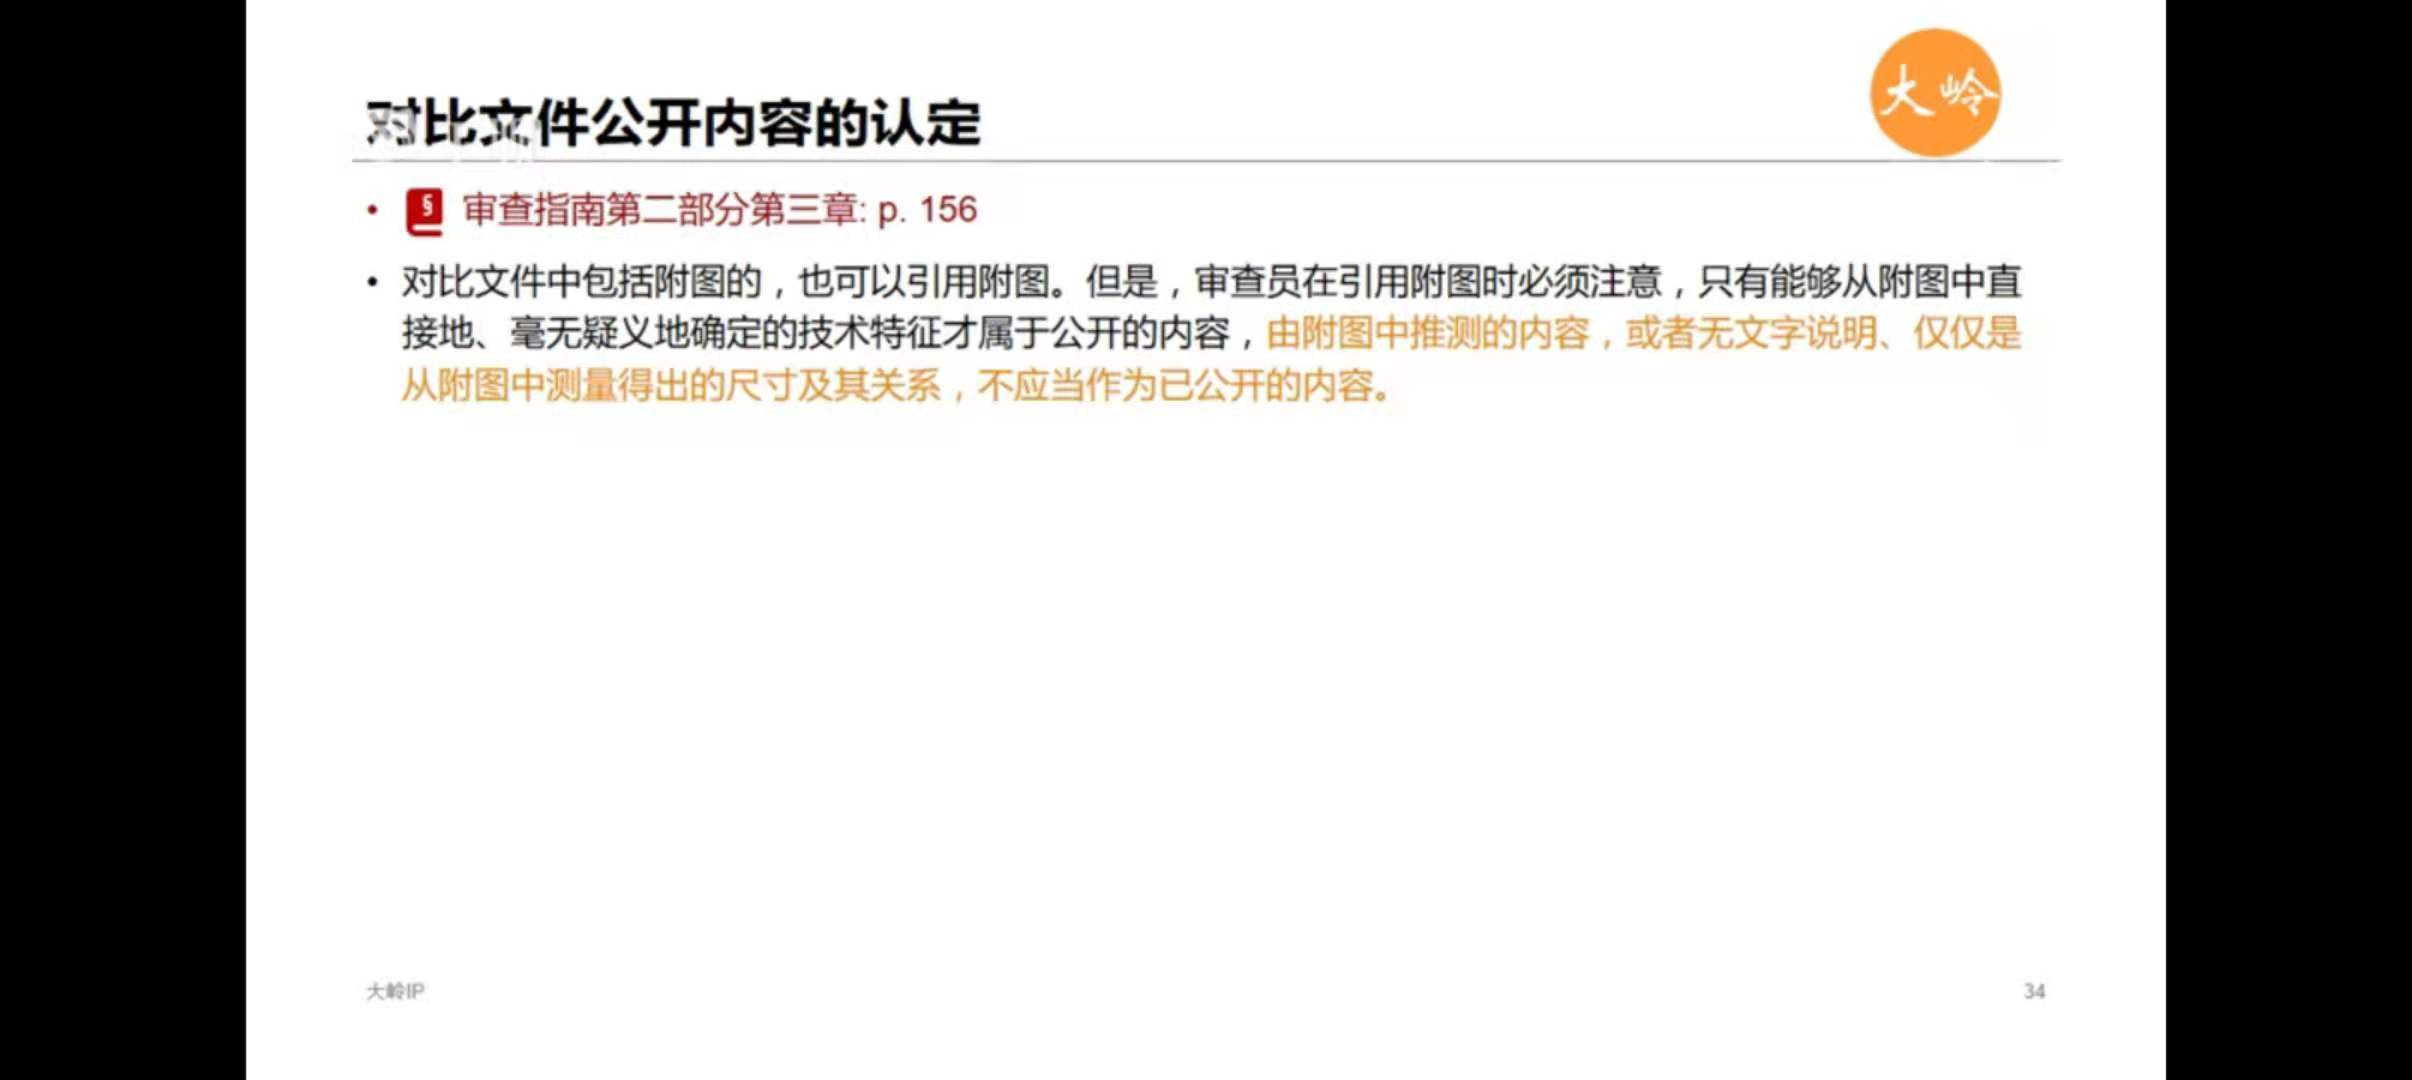 对比文件公开内容的认定
大岭
• § 审查指南第二部分第三章: p. 156
• 对比文件中包括附图的，也可以引用附图。但是，审查员在引用附图时必须注意，只有能够从附图中直
接地、毫无疑义地确定的技术特征才属于公开的内容，由附图中推测的内容，或者无文字说明、仅仅是
从附图中测量得出的尺寸及其关系，不应当作为已公开的内容。
大岭IP
34